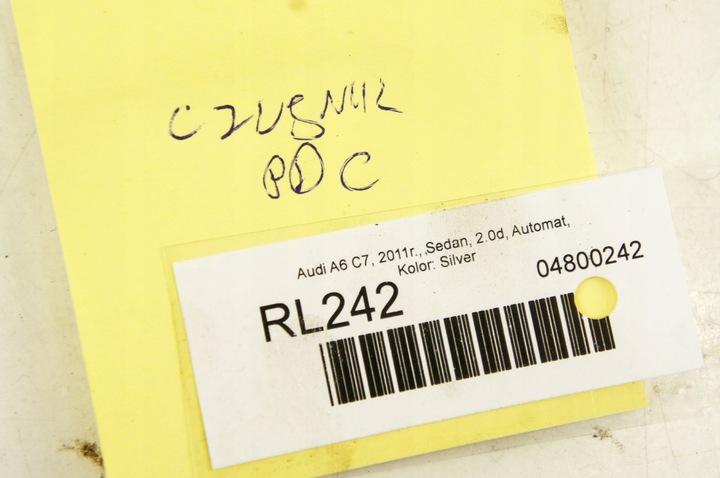 CZUJNIK
PDC
Audi A6 C7, 2011r., ,Sedan, 2.0d, Automat,
Kolor: Silver
04800242
RL242